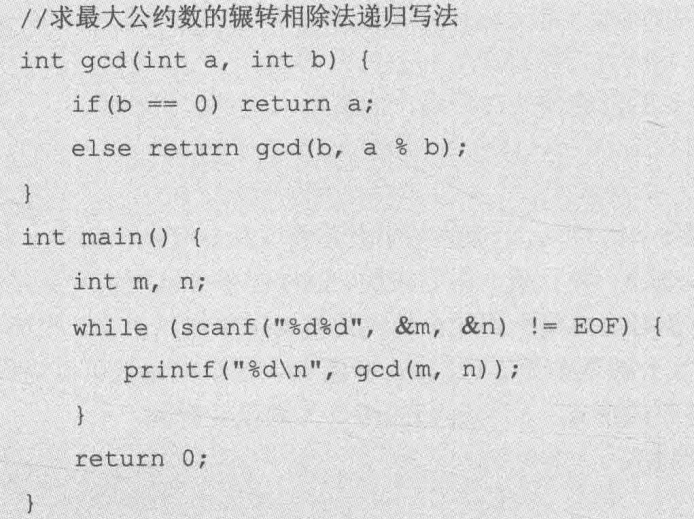 //求最大公约数的辗转相除法递归写法
int gcd(int a, int b) {
    if(b == 0) return a;
    else return gcd(b, a % b);
}
int main() {
    int m, n;
    while (scanf("%d%d", &m, &n) != EOF) {
        printf("%d\n", gcd(m, n));
    }
    return 0;
}